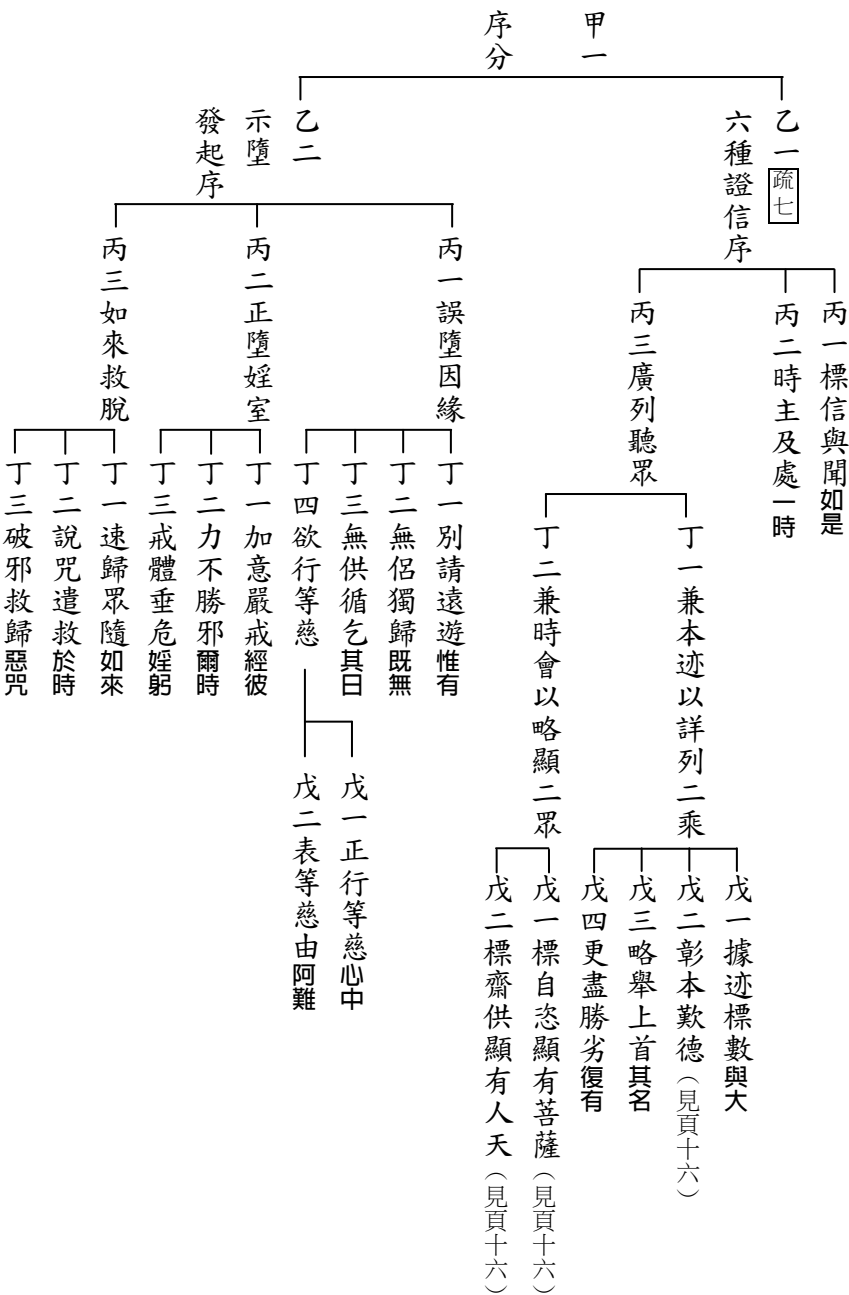 甲一
序分
乙一 疏七
六種證信序
丙一標信與聞如是
丙二時主及處一時
丙三廣列聽眾
丁一兼本迹以詳列二乘
戊一據迹標數與大
戊二彰本歎德（見頁十六）
戊三略舉上首其名
戊四更盡勝劣復有
丁二兼時會以略顯二眾
戊一標自恣顯有菩薩（見頁十六）
戊二標齋供顯有人天（見頁十六）
乙二
示墮
發起序
丙一誤墮因緣
丁一別請遠遊惟有
丁二無侶獨歸既無
丁三無供循乞其日
丁四欲行等慈
戊一正行等慈心中
戊二表等慈由阿難
丙二正墮婬室
丁一加意嚴戒經彼
丁二力不勝邪爾時
丁三戒體垂危婬躬
丙三如來救脫
丁一速歸眾隨如來
丁二說咒遣救於時
丁三破邪救歸惡咒